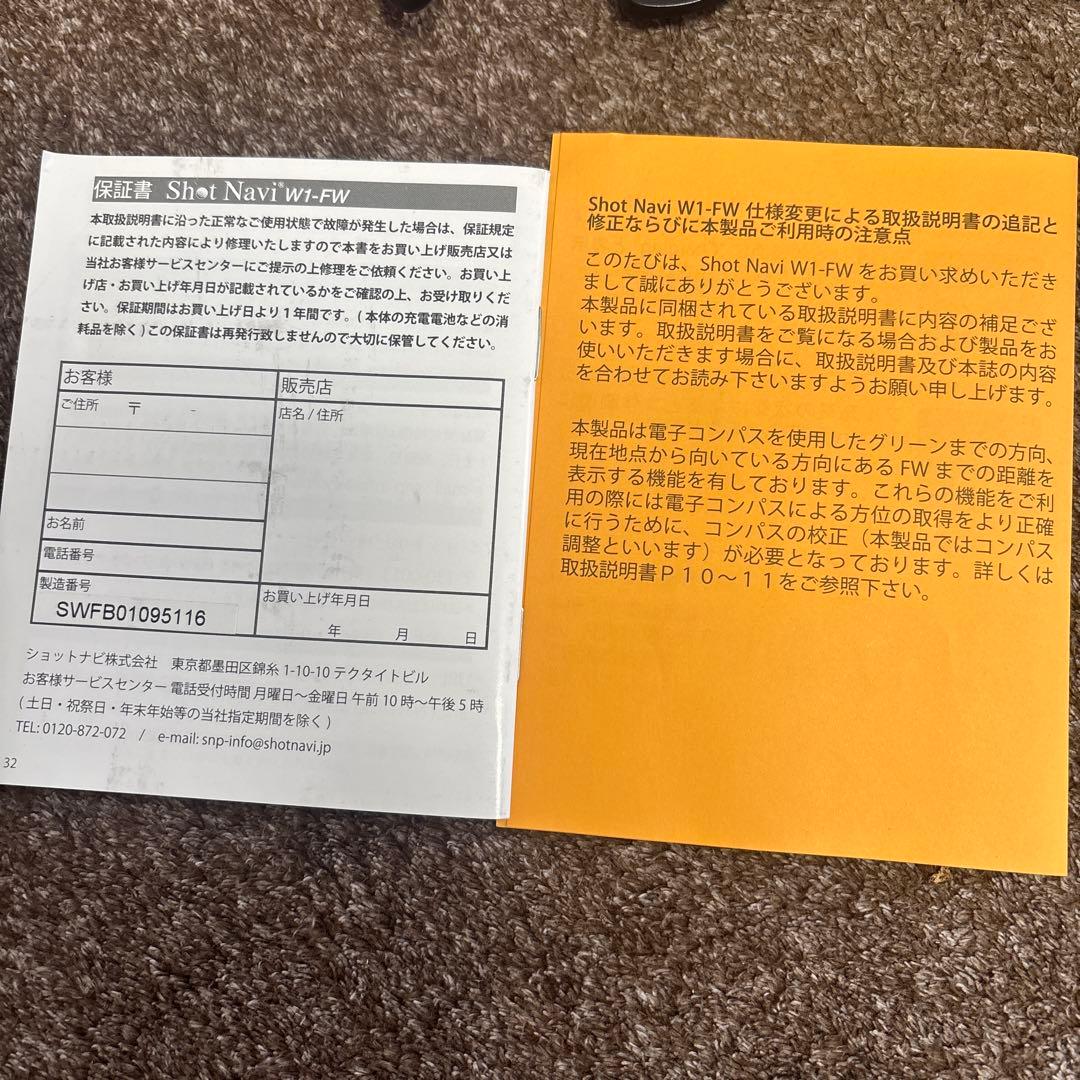 保証書 Shot Navi® W1-FW
本取扱説明書に沿った正常なご使用状態で故障が発生した場合は、保証規定
に記載された内容により修理いたしますので本書をお買い上げ販売店又は
当社お客様サービスセンターにご提示の上修理をご依頼ください。お買い上
げ店・お買い上げ年月日が記載されているかをご確認の上、お受け取りくだ
さい。保証期間はお買い上げ日より1年間です。(本体の充電電池などの消
耗品を除く)この保証書は再発行致しませんので大切に保管してください。
お客様
販売店
ご住所 〒 -
店名 / 住所
お名前
電話番号
製造番号
SWFB01095116
お買い上げ年月日
年 月 日
ショットナビ株式会社 東京都墨田区錦糸 1-10-10 テクタイトビル
お客様サービスセンター 電話受付時間 月曜日〜金曜日 午前 10 時〜午後 5 時
(土日・祝祭日・年末年始等の当社指定期間を除く)
TEL: 0120-872-072 / e-mail: snp-info@shotnavi.jp
32
Shot Navi W1-FW 仕様変更による取扱説明書の追記と
修正ならびに本製品ご利用時の注意点
このたびは、Shot Navi W1-FW をお買い求めいただき
まして誠にありがとうございます。
本製品に同梱されている取扱説明書に内容の補足ござ
います。取扱説明書をご覧になる場合および製品をお
使いいただきます場合に、取扱説明書及び本誌の内容
を合わせてお読み下さいますようお願い申し上げます。
本製品は電子コンパスを使用したグリーンまでの方向、
現在地点から向いている方向にある FW までの距離を
表示する機能を有しております。これらの機能をご利
用の際には電子コンパスによる方位の取得をより正確
に行うために、コンパスの校正（本製品ではコンパス
調整といいます）が必要となっております。詳しくは
取扱説明書Ｐ１０〜１１をご参照下さい。